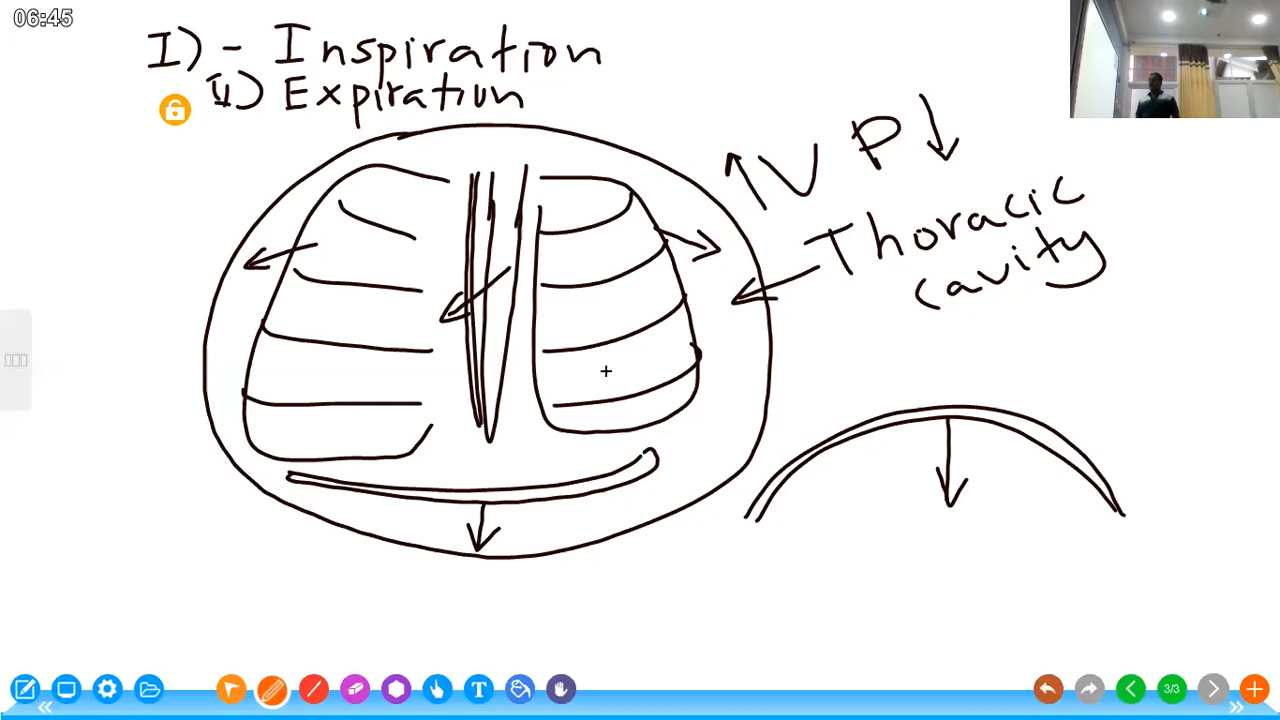 06:45
I) - Inspiration
II) Expiration
↑V P↓
Thoracic
cavity
T
3/3